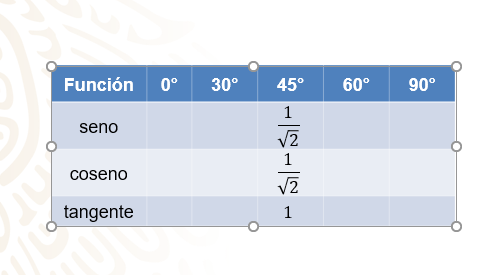 Función 0° 30° 45° 60° 90°
seno 1/√2
coseno 1/√2
tangente 1